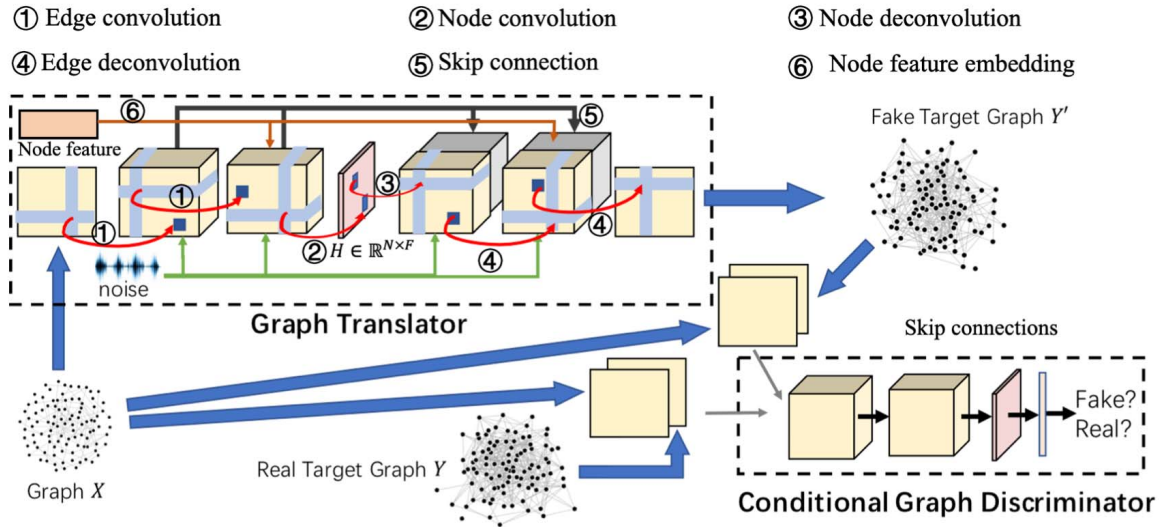 ① Edge convolution
② Node convolution
③ Node deconvolution
④ Edge deconvolution
⑤ Skip connection
⑥ Node feature embedding
⑥
⑤
Node feature
Fake Target Graph Y′
①
③
①
② H ∈ ℝ^{N×F}
④
④
noise
Graph Translator
Skip connections
Fake?
Real?
Real Target Graph Y
Graph X
Conditional Graph Discriminator